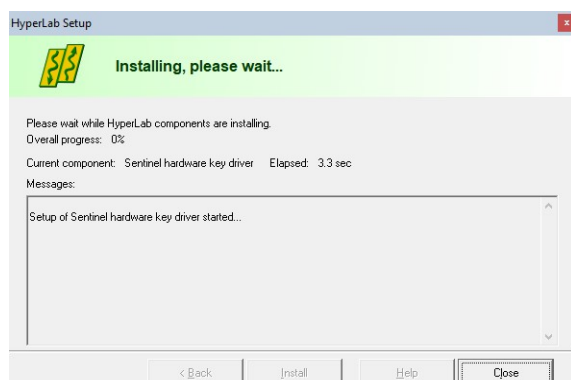 HyperLab Setup
x
Installing, please wait...
Please wait while HyperLab components are installing.
Overall progress: 0%
Current component: Sentinel hardware key driver Elapsed: 3.3 sec
Messages:
Setup of Sentinel hardware key driver started...
< Back Install Help Close